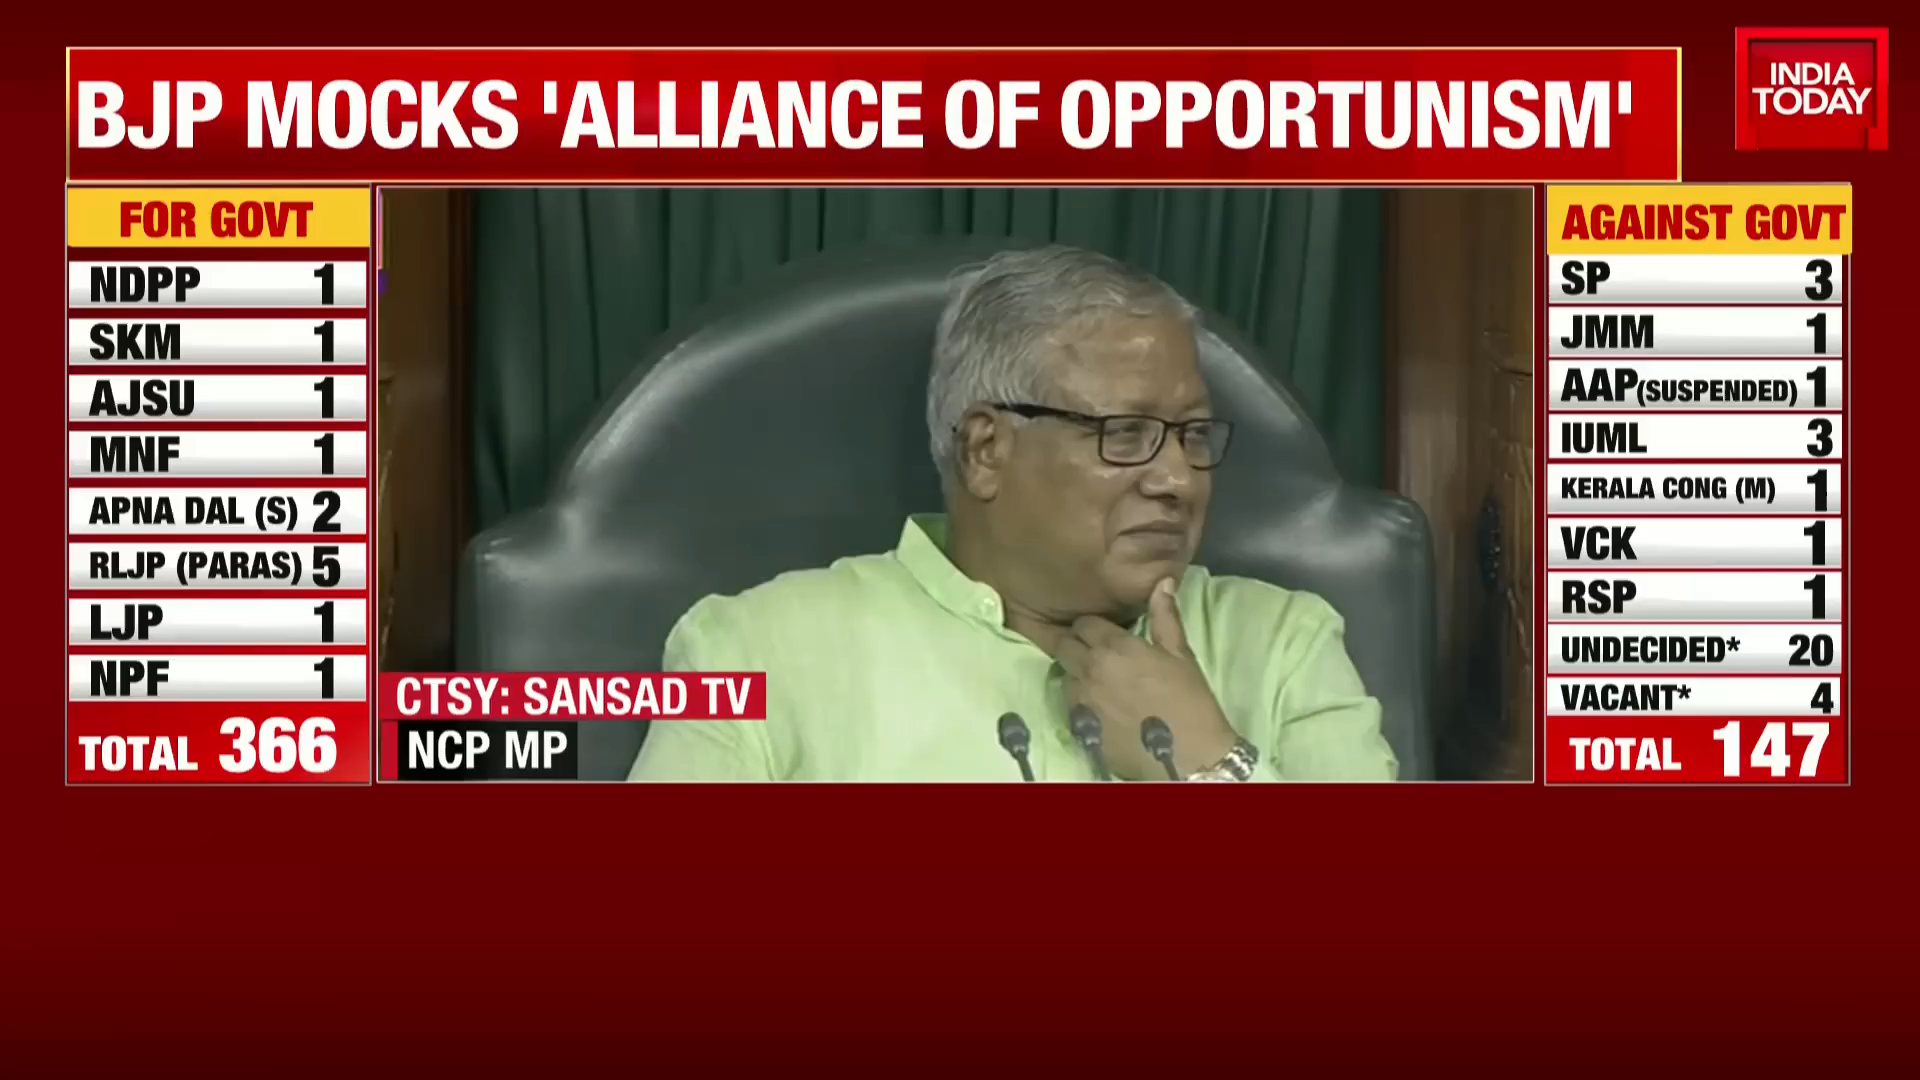 BJP MOCKS 'ALLIANCE OF OPPORTUNISM'
INDIA
TODAY
FOR GOVT
NDPP 1
SKM 1
AJSU 1
MNF 1
APNA DAL (S) 2
RLJP (PARAS) 5
LJP 1
NPF 1
TOTAL 366
CTSY: SANSAD TV
NCP MP
AGAINST GOVT
SP 3
JMM 1
AAP(SUSPENDED) 1
IUML 3
KERALA CONG (M) 1
VCK 1
RSP 1
UNDECIDED* 20
VACANT* 4
TOTAL 147